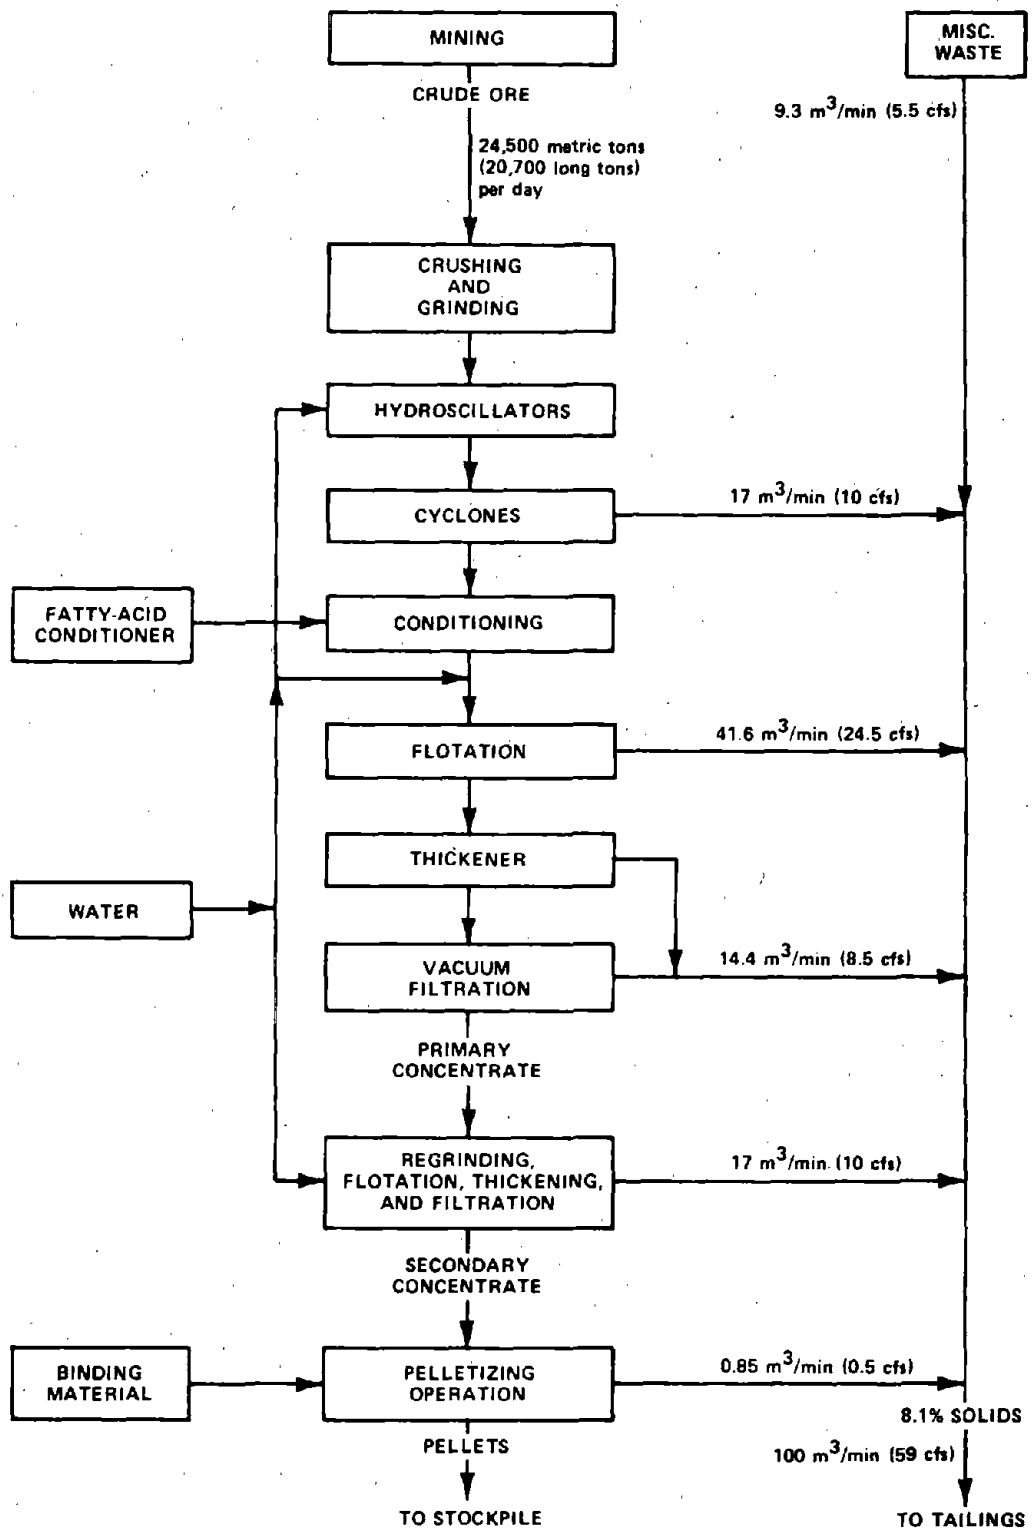 MINING
MISC.
WASTE
CRUDE ORE
9.3 m³/min (5.5 cfs)
24,500 metric tons
(20,700 long tons)
per day
CRUSHING
AND
GRINDING
HYDROSCILLATORS
17 m³/min (10 cfs)
CYCLONES
FATTY-ACID
CONDITIONER
CONDITIONING
41.6 m³/min (24.5 cfs)
FLOTATION
THICKENER
WATER
14.4 m³/min (8.5 cfs)
VACUUM
FILTRATION
PRIMARY
CONCENTRATE
REGRINDING,
FLOTATION, THICKENING,
AND FILTRATION
17 m³/min. (10 cfs)
SECONDARY
CONCENTRATE
BINDING
MATERIAL
PELLETIZING
OPERATION
0.85 m³/min (0.5 cfs)
8.1% SOLIDS
PELLETS
100 m³/min (59 cfs)
TO STOCKPILE
TO TAILINGS